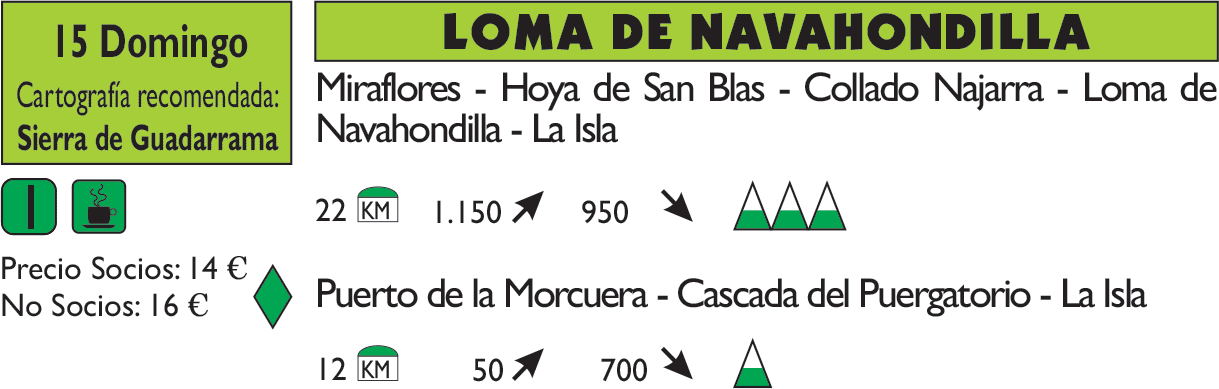 15 Domingo
Cartografía recomendada:
Sierra de Guadarrama
I
Precio Socios: 14 €
No Socios: 16 €
LOMA DE NAVAHONDILLA
Miraflores - Hoya de San Blas - Collado Najarra - Loma de
Navahondilla - La Isla
22 KM 1.150 950
Puerto de la Morcuera - Cascada del Puergatorio - La Isla
12 KM 50 700